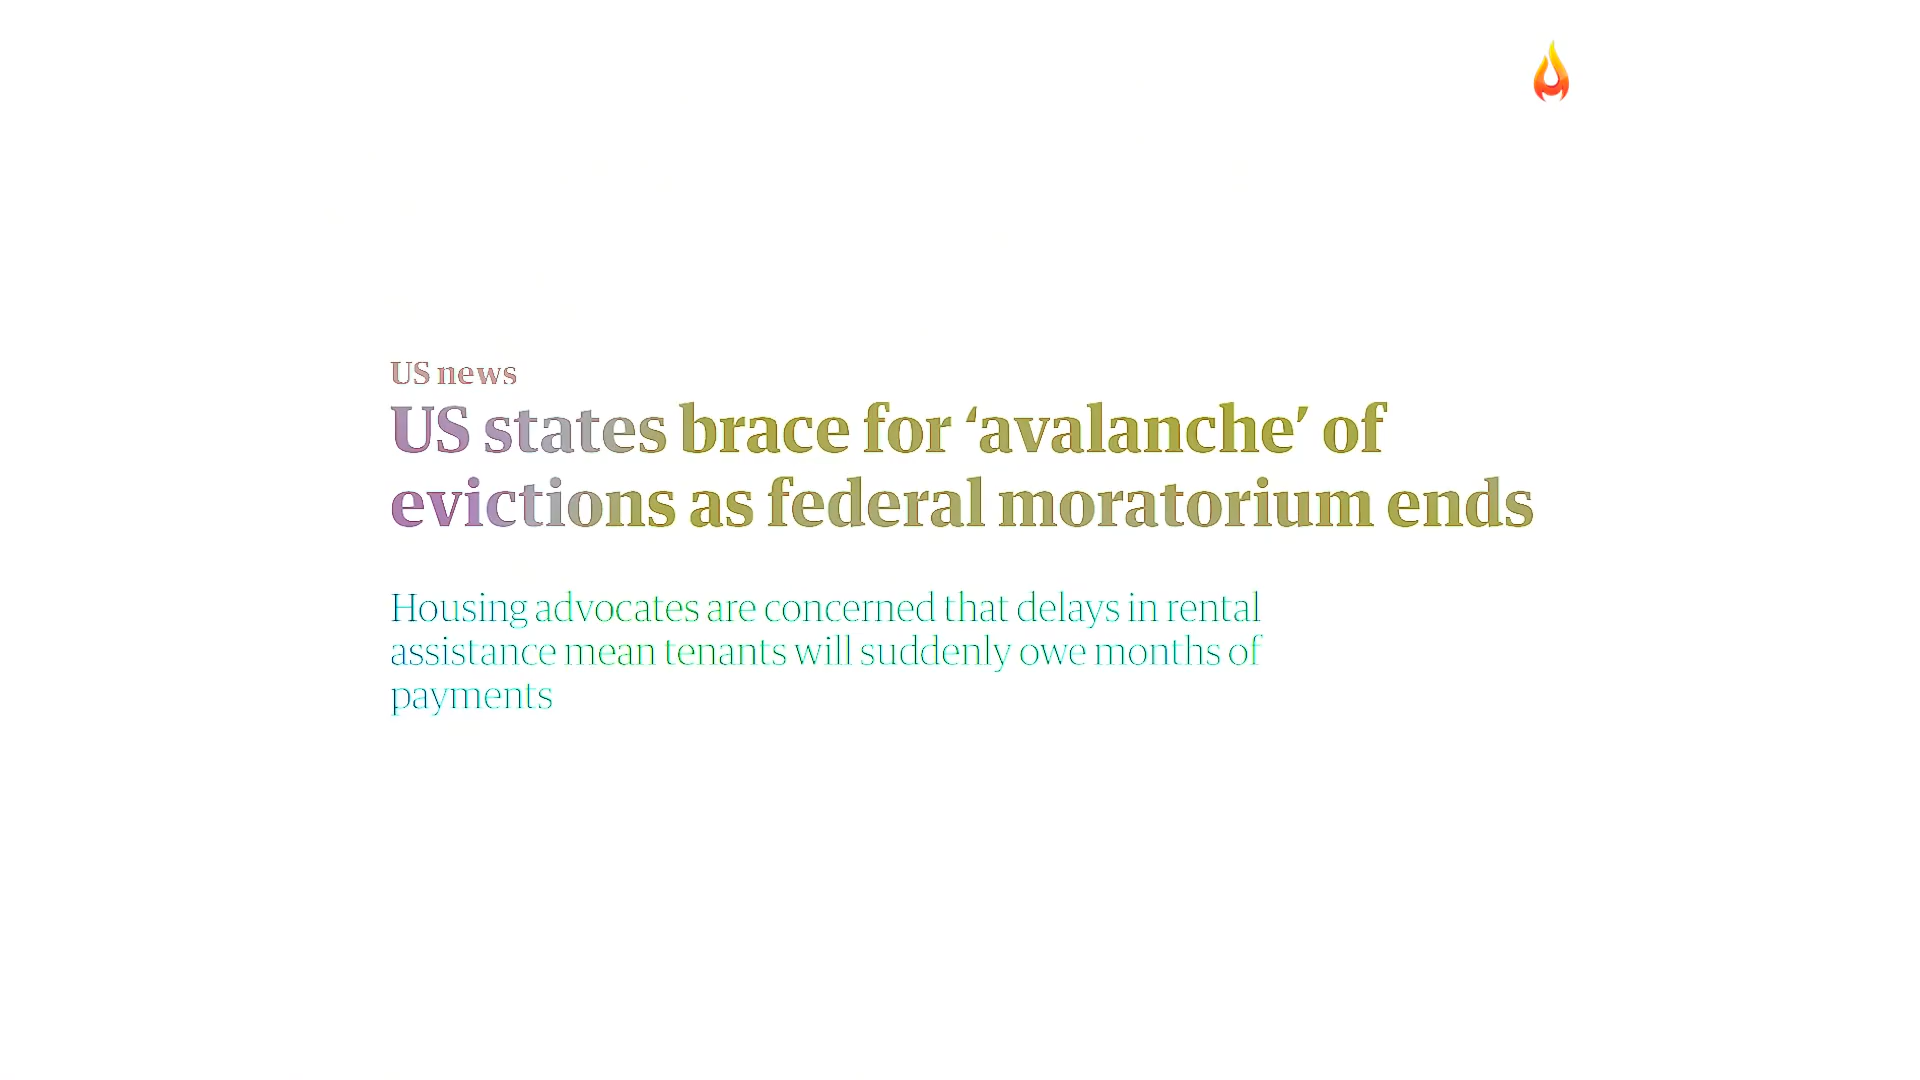 US news
US states brace for ‘avalanche’ of
evictions as federal moratorium ends
Housing advocates are concerned that delays in rental
assistance mean tenants will suddenly owe months of
payments